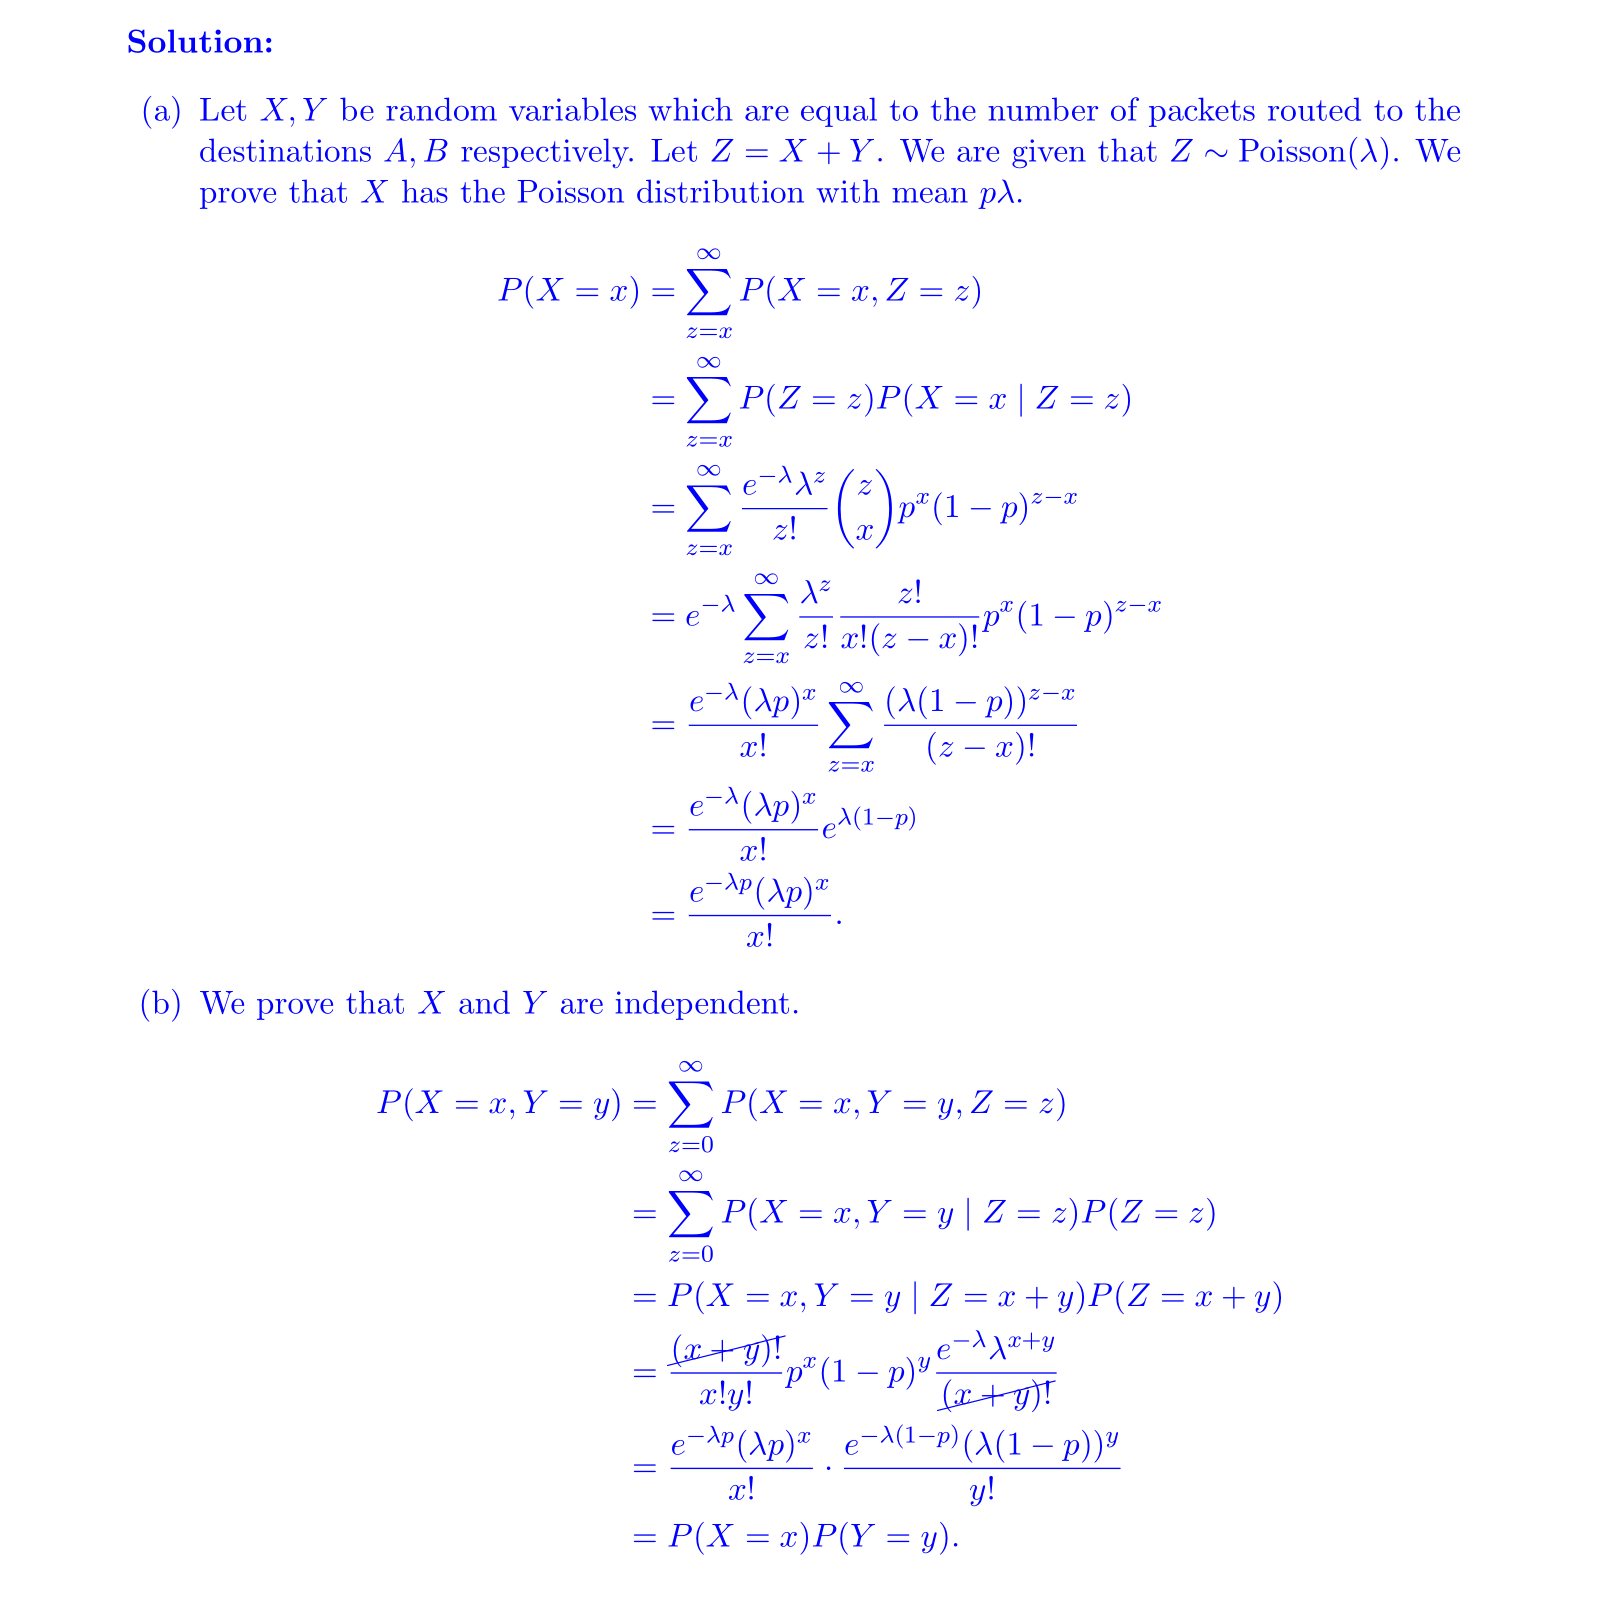 Solution:
(a) Let $X, Y$ be random variables which are equal to the number of packets routed to the
destinations $A, B$ respectively. Let $Z = X + Y$. We are given that $Z \sim \text{Poisson}(\lambda)$. We
prove that $X$ has the Poisson distribution with mean $p\lambda$.
$P(X = x) = \sum_{z=x}^{\infty} P(X = x, Z = z)$
$= \sum_{z=x}^{\infty} P(Z = z)P(X = x \mid Z = z)$
$= \sum_{z=x}^{\infty} \frac{e^{-\lambda}\lambda^z}{z!} \binom{z}{x} p^x (1 - p)^{z-x}$
$= e^{-\lambda} \sum_{z=x}^{\infty} \frac{\lambda^z}{z!} \frac{z!}{x!(z - x)!} p^x (1 - p)^{z-x}$
$= \frac{e^{-\lambda}(\lambda p)^x}{x!} \sum_{z=x}^{\infty} \frac{(\lambda(1 - p))^{z-x}}{(z - x)!}$
$= \frac{e^{-\lambda}(\lambda p)^x}{x!} e^{\lambda(1-p)}$
$= \frac{e^{-\lambda p}(\lambda p)^x}{x!}.$
(b) We prove that $X$ and $Y$ are independent.
$P(X = x, Y = y) = \sum_{z=0}^{\infty} P(X = x, Y = y, Z = z)$
$= \sum_{z=0}^{\infty} P(X = x, Y = y \mid Z = z)P(Z = z)$
$= P(X = x, Y = y \mid Z = x + y)P(Z = x + y)$
$= \frac{\cancel{(x + y)!}}{x!y!} p^x (1 - p)^y \frac{e^{-\lambda}\lambda^{x+y}}{\cancel{(x + y)!}}$
$= \frac{e^{-\lambda p}(\lambda p)^x}{x!} \cdot \frac{e^{-\lambda(1-p)}(\lambda(1 - p))^y}{y!}$
$= P(X = x)P(Y = y).$